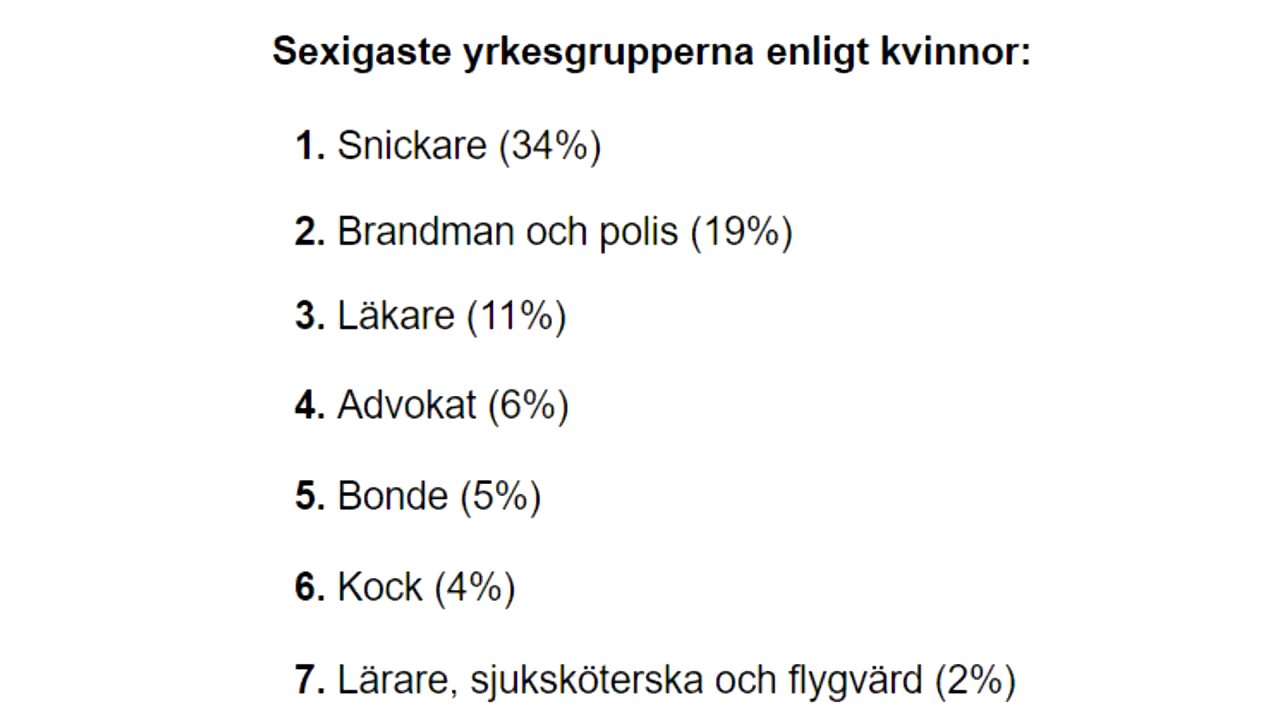 Sexigaste yrkesgrupperna enligt kvinnor:
1. Snickare (34%)
2. Brandman och polis (19%)
3. Läkare (11%)
4. Advokat (6%)
5. Bonde (5%)
6. Kock (4%)
7. Lärare, sjuksköterska och flygvärd (2%)